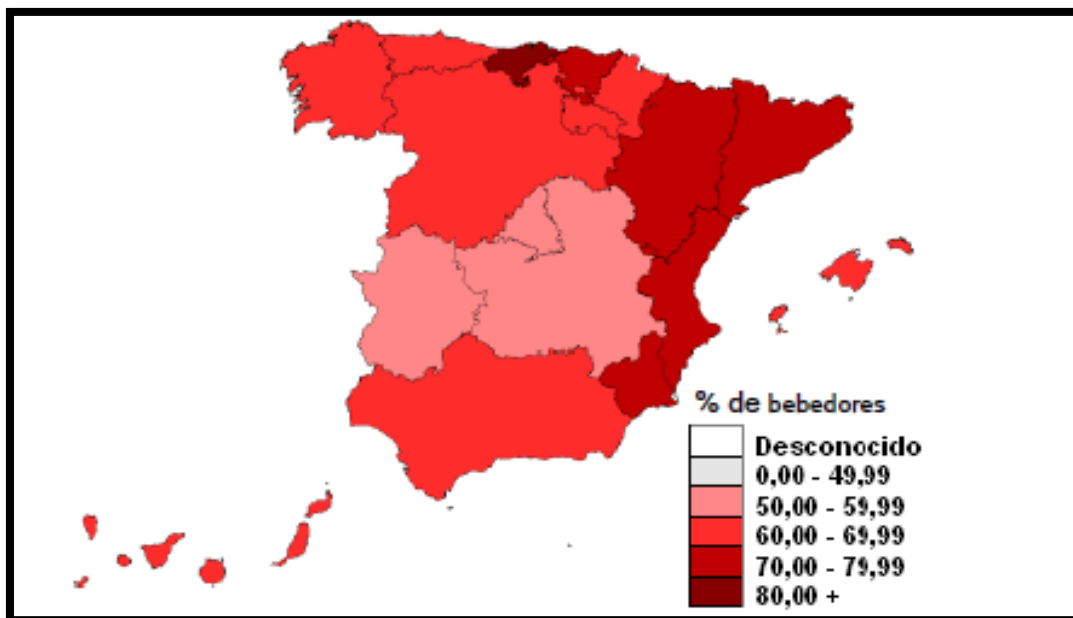 % de bebedores
Desconocido
0,00 - 49,99
50,00 - 59,99
60,00 - 69,99
70,00 - 79,99
80,00 +